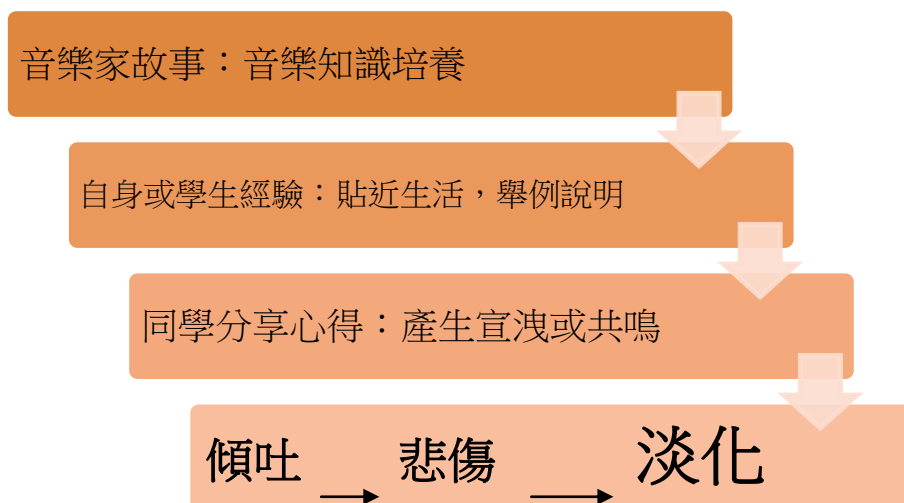 音樂家故事：音樂知識培養
自身或學生經驗：貼近生活，舉例說明
同學分享心得：產生宣洩或共鳴
傾吐 悲傷 淡化